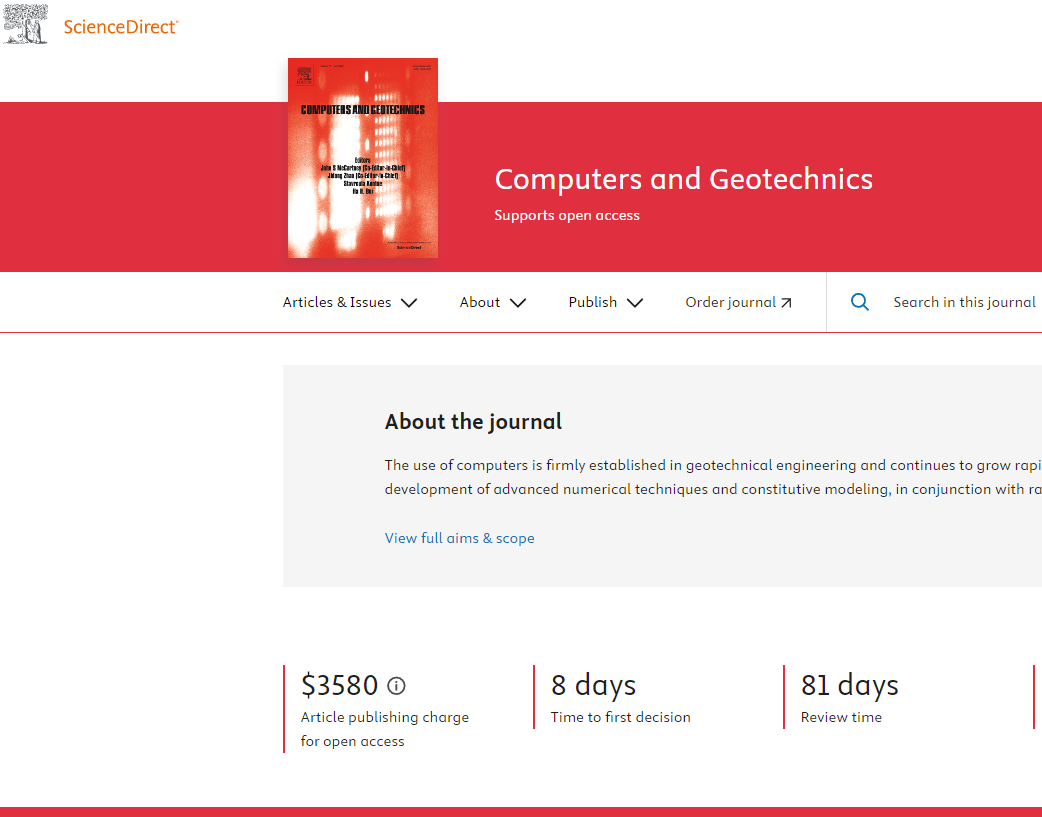 ScienceDirect
COMPUTERS AND GEOTECHNICS
Editors
John S McCartney (Co-Editor-in-Chief)
Jidong Zhao (Co-Editor-in-Chief)
Stavroula Kontoe
Ha H. Bui
ScienceDirect
Computers and Geotechnics
Supports open access
Articles & Issues
About
Publish
Order journal
Search in this journal
About the journal
The use of computers is firmly established in geotechnical engineering and continues to grow rapi
development of advanced numerical techniques and constitutive modeling, in conjunction with ra
View full aims & scope
$3580
Article publishing charge
for open access
8 days
Time to first decision
81 days
Review time